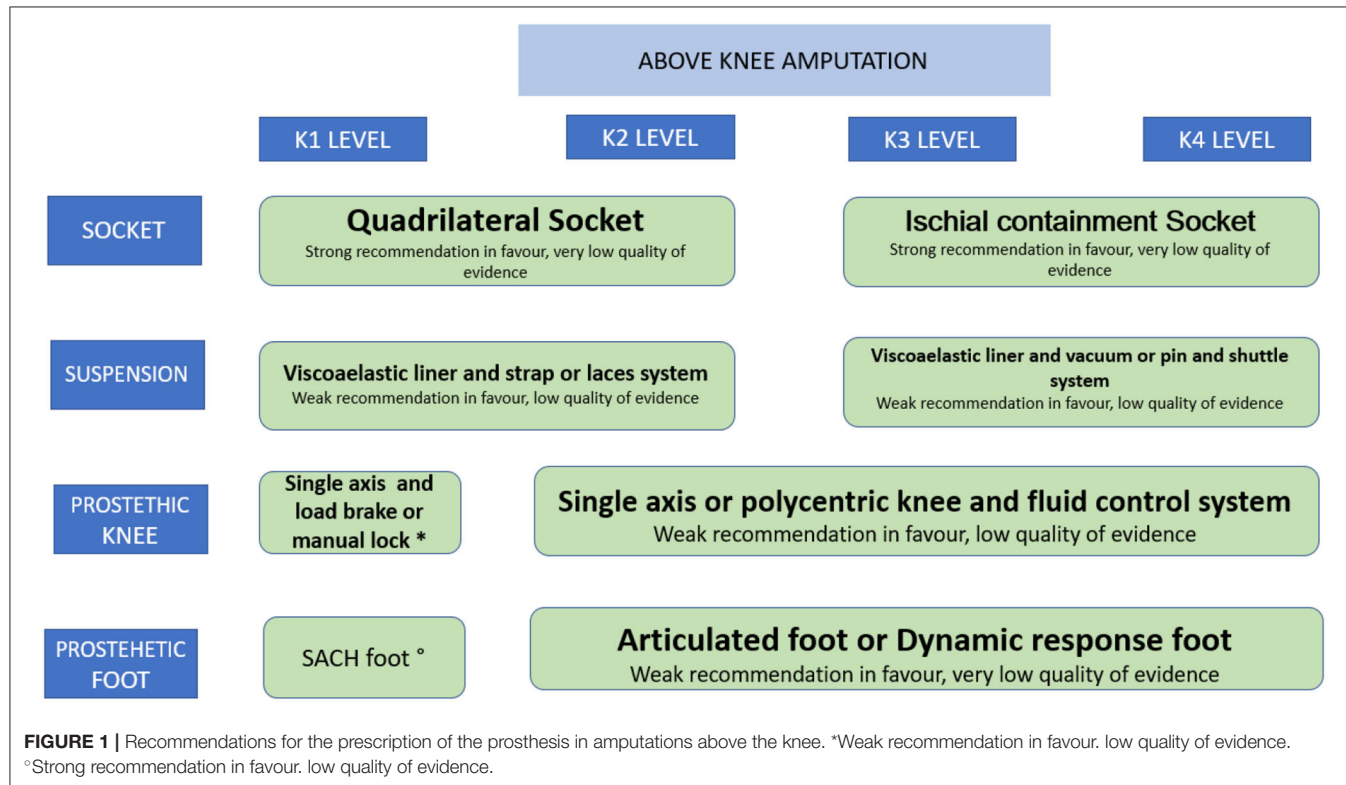 ABOVE KNEE AMPUTATION
K1 LEVEL
K2 LEVEL
K3 LEVEL
K4 LEVEL
SOCKET
Quadrilateral Socket
Strong recommendation in favour, very low quality of
evidence
Ischial containment Socket
Strong recommendation in favour, very low quality of
evidence
SUSPENSION
Viscoaelastic liner and strap or laces system
Weak recommendation in favour, low quality of evidence
Viscoaelastic liner and vacuum or pin and shuttle
system
Weak recommendation in favour, low quality of evidence
PROSTETHIC
KNEE
Single axis and
load brake or
manual lock *
Single axis or polycentric knee and fluid control system
Weak recommendation in favour, low quality of evidence
PROSTEHETIC
FOOT
SACH foot °
Articulated foot or Dynamic response foot
Weak recommendation in favour, very low quality of evidence
FIGURE 1 | Recommendations for the prescription of the prosthesis in amputations above the knee. *Weak recommendation in favour. low quality of evidence.
°Strong recommendation in favour. low quality of evidence.